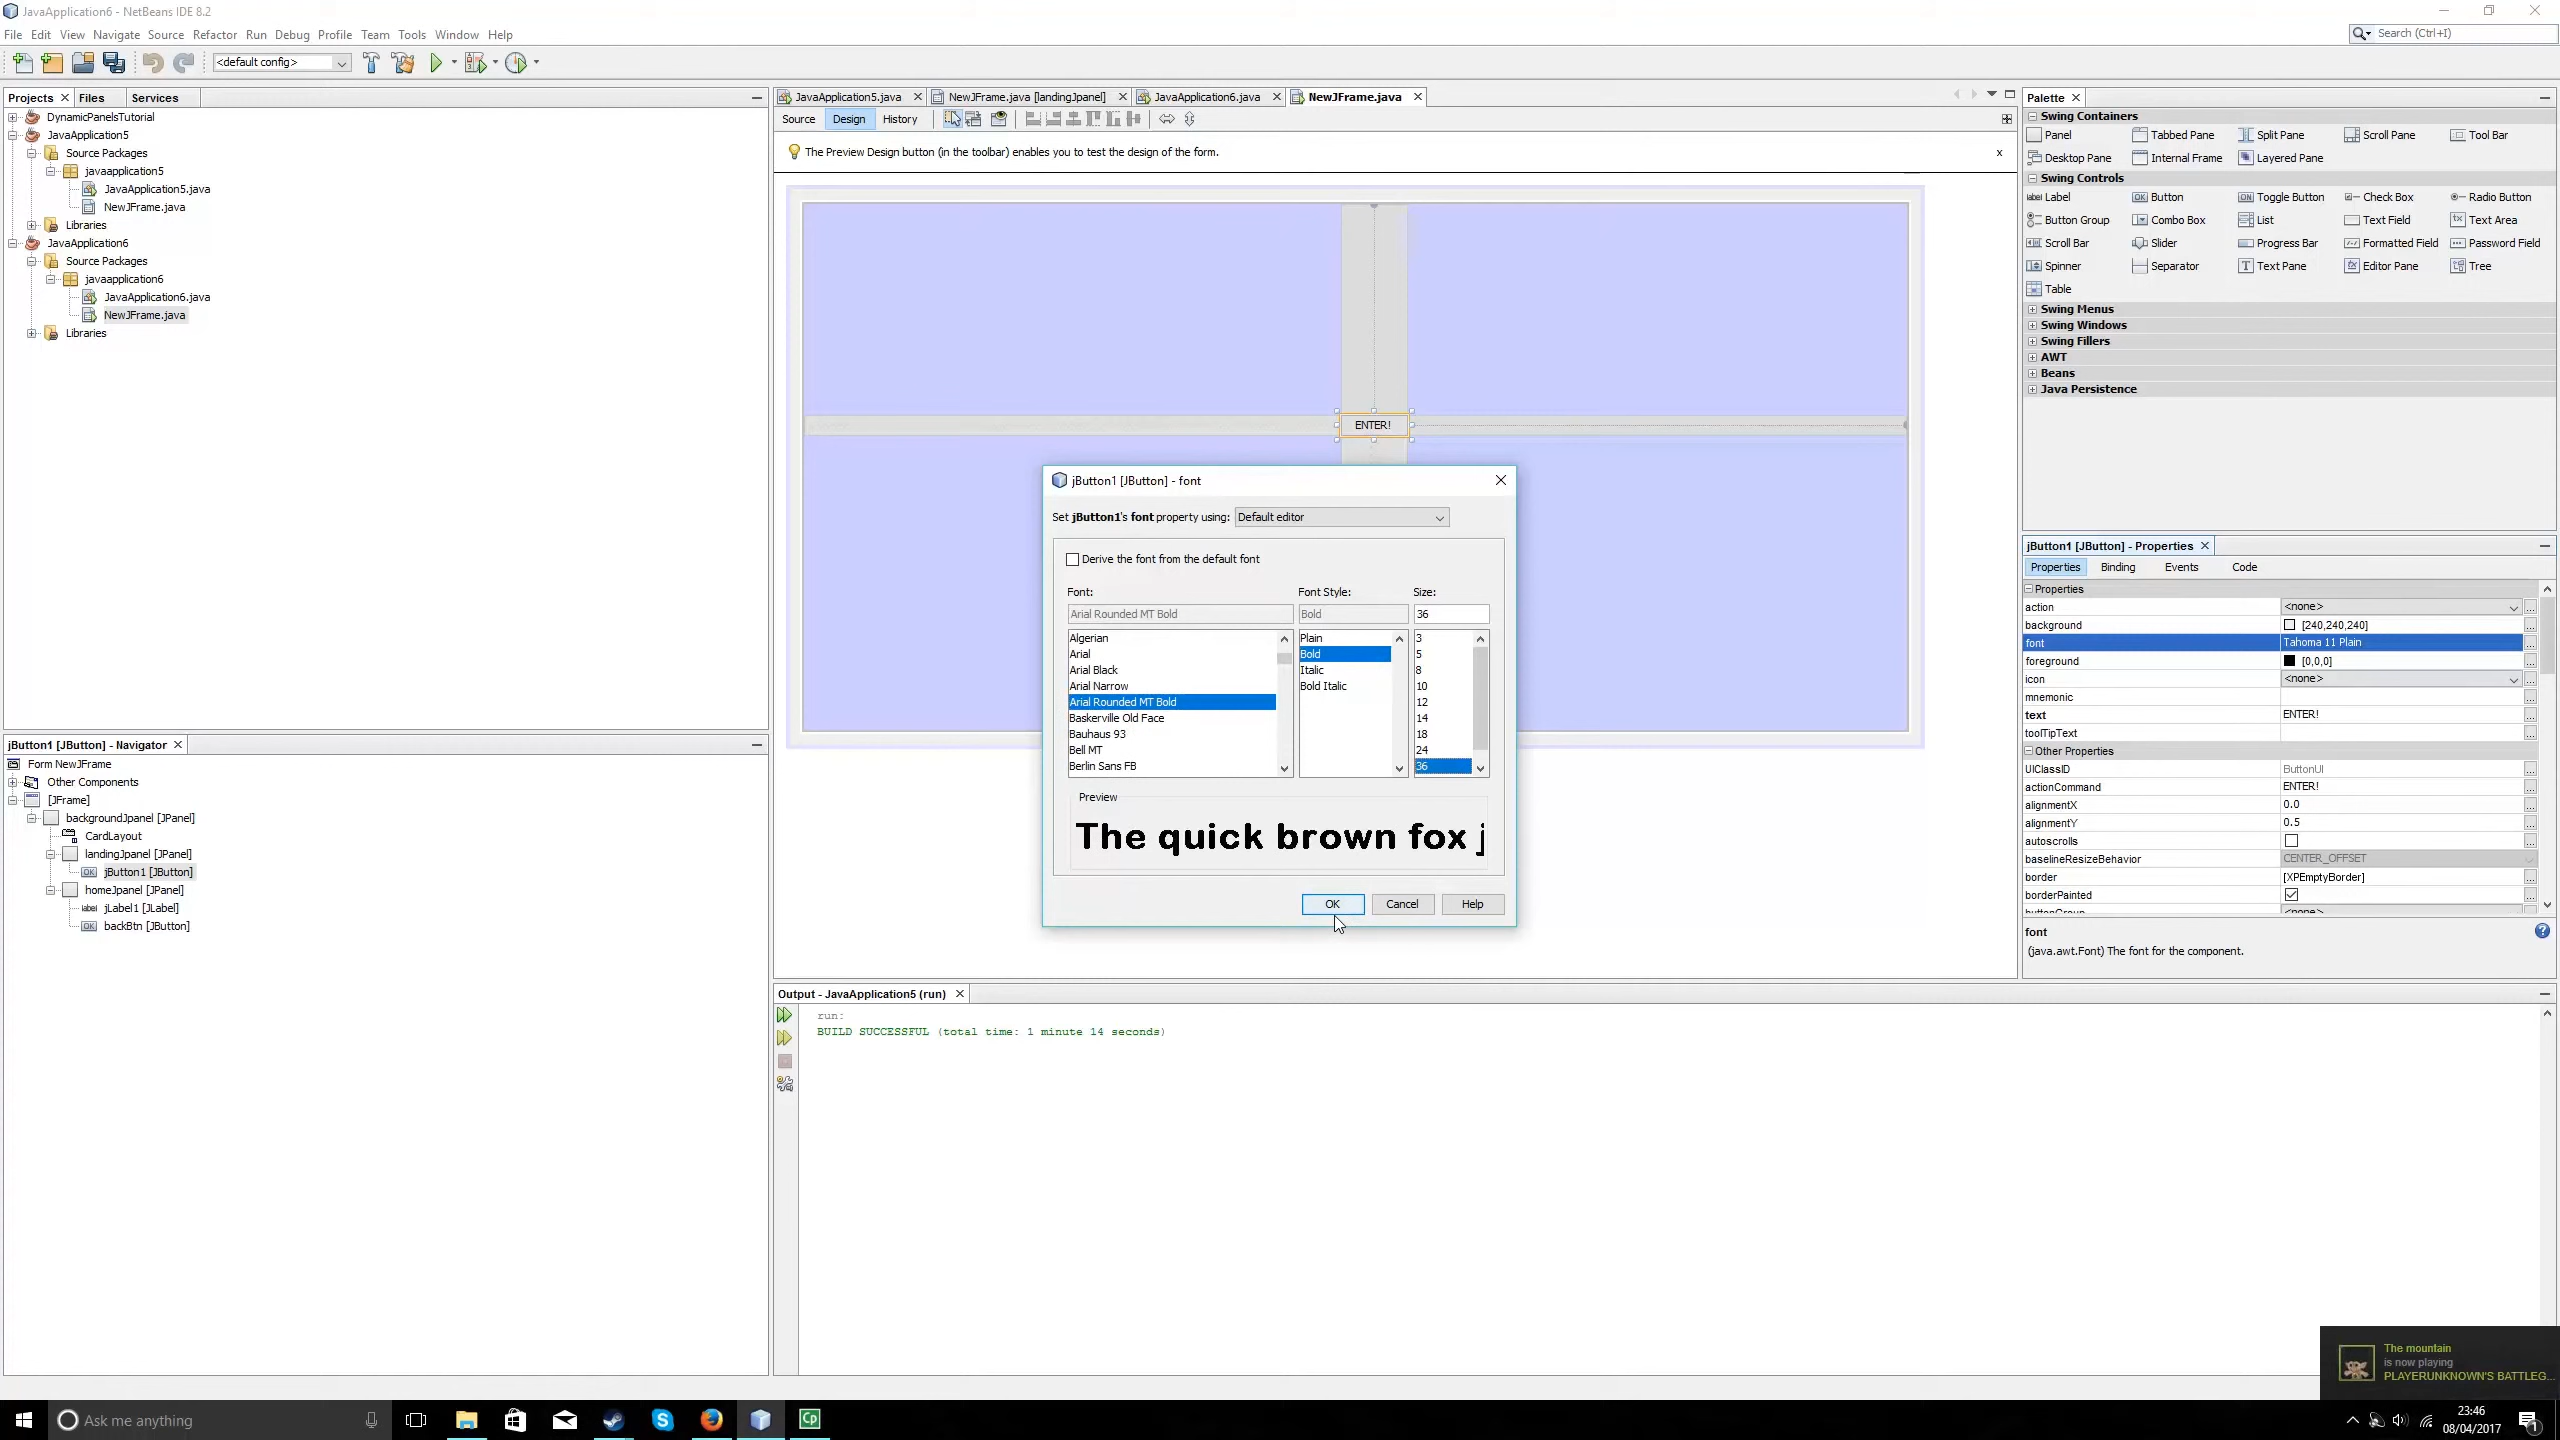 JavaApplication6 - NetBeans IDE 8.2
File Edit View Navigate Source Refactor Run Debug Profile Team Tools Window Help
Search (Ctrl+I)
<default config>
Projects Files Services
DynamicPanelsTutorial
JavaApplication5
Source Packages
javaapplication5
JavaApplication5.java
NewJFrame.java
Libraries
JavaApplication6
Source Packages
javaapplication6
JavaApplication6.java
NewJFrame.java
Libraries
jButton1 [JButton] - Navigator
Form NewJFrame
Other Components
[JFrame]
backgroundJpanel [JPanel]
CardLayout
landingJpanel [JPanel]
jButton1 [JButton]
homeJpanel [JPanel]
jLabel1 [JLabel]
backBtn [JButton]
JavaApplication5.java NewJFrame.java [landingJpanel] JavaApplication6.java NewJFrame.java
Source Design History
The Preview Design button (in the toolbar) enables you to test the design of the form. x
ENTER!
jButton1 [JButton] - font
Set jButton1's font property using: Default editor
Derive the font from the default font
Font: Font Style: Size:
Arial Rounded MT Bold Bold 36
Algerian Plain 3
Arial Bold 5
Arial Black Italic 8
Arial Narrow Bold Italic 10
Arial Rounded MT Bold 12
Baskerville Old Face 14
Bauhaus 93 18
Bell MT 24
Berlin Sans FB 36
Preview
The quick brown fox j
OK Cancel Help
Output - JavaApplication5 (run)
run:
BUILD SUCCESSFUL (total time: 1 minute 14 seconds)
Palette
Swing Containers
Panel Tabbed Pane Split Pane Scroll Pane Tool Bar
Desktop Pane Internal Frame Layered Pane
Swing Controls
label Label OK Button ON Toggle Button Check Box Radio Button
Button Group Combo Box List Text Field Text Area
Scroll Bar Slider Progress Bar Formatted Field Password Field
Spinner Separator Text Pane Editor Pane Tree
Table
Swing Menus
Swing Windows
Swing Fillers
AWT
Beans
Java Persistence
jButton1 [JButton] - Properties
Properties Binding Events Code
Properties
action <none>
background [240,240,240]
font Tahoma 11 Plain
foreground [0,0,0]
icon <none>
mnemonic
text ENTER!
toolTipText
Other Properties
UIClassID ButtonUI
actionCommand ENTER!
alignmentX 0.0
alignmentY 0.5
autoscrolls
baselineResizeBehavior CENTER_OFFSET
border [XPEmptyBorder]
borderPainted
buttonGroup <none>
font
(java.awt.Font) The font for the component.
The mountain
is now playing
PLAYERUNKNOWN'S BATTLEG...
Ask me anything
Cp
23:46
08/04/2017
1